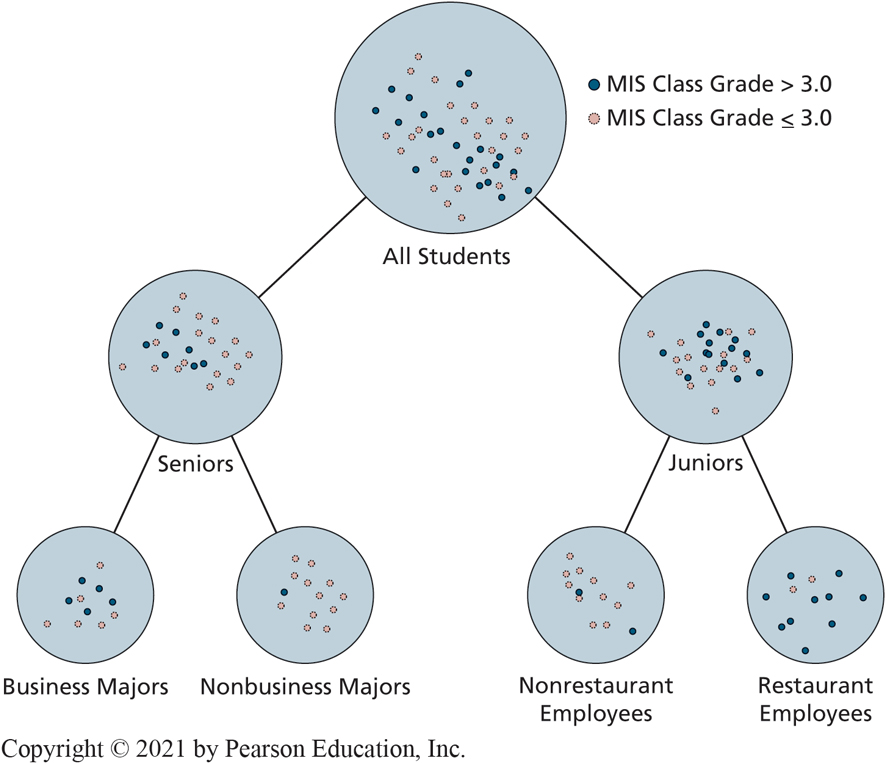 MIS Class Grade > 3.0
MIS Class Grade ≤ 3.0
All Students
Seniors
Juniors
Business Majors
Nonbusiness Majors
Nonrestaurant
Employees
Restaurant
Employees
Copyright © 2021 by Pearson Education, Inc.